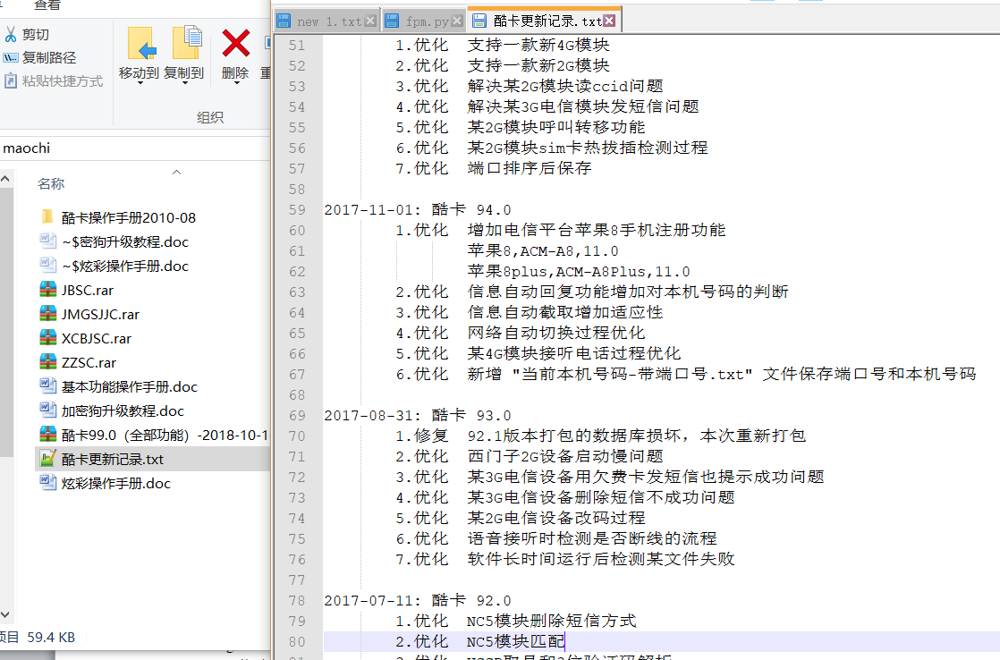 查看
剪切
复制路径
粘贴快捷方式
移动到
复制到
删除
重
组织
maochi
名称
酷卡操作手册2010-08
~$密狗升级教程.doc
~$炫彩操作手册.doc
JBSC.rar
JMGSJJC.rar
XCBJSC.rar
ZZSC.rar
基本功能操作手册.doc
加密狗升级教程.doc
酷卡99.0（全部功能）-2018-10-1
酷卡更新记录.txt
炫彩操作手册.doc
项目 59.4 KB
new 1.txt
fpm.py
酷卡更新记录.txt
51 1.优化 支持一款新4G模块
52 2.优化 支持一款新2G模块
53 3.优化 解决某2G模块读ccid问题
54 4.优化 解决某3G电信模块发短信问题
55 5.优化 某2G模块呼叫转移功能
56 6.优化 某2G模块sim卡热拔插检测过程
57 7.优化 端口排序后保存
58
59 2017-11-01: 酷卡 94.0
60 1.优化 增加电信平台苹果8手机注册功能
61 苹果8,ACM-A8,11.0
62 苹果8plus,ACM-A8Plus,11.0
63 2.优化 信息自动回复功能增加对本机号码的判断
64 3.优化 信息自动截取增加适应性
65 4.优化 网络自动切换过程优化
66 5.优化 某4G模块接听电话过程优化
67 6.优化 新增 "当前本机号码-带端口号.txt" 文件保存端口号和本机号码
68
69 2017-08-31: 酷卡 93.0
70 1.修复 92.1版本打包的数据库损坏，本次重新打包
71 2.优化 西门子2G设备启动慢问题
72 3.优化 某3G电信设备用欠费卡发短信也提示成功问题
73 4.优化 某3G电信设备删除短信不成功问题
74 5.优化 某2G电信设备改码过程
75 6.优化 语音接听时检测是否断线的流程
76 7.优化 软件长时间运行后检测某文件失败
77
78 2017-07-11: 酷卡 92.0
79 1.优化 NC5模块删除短信方式
80 2.优化 NC5模块匹配